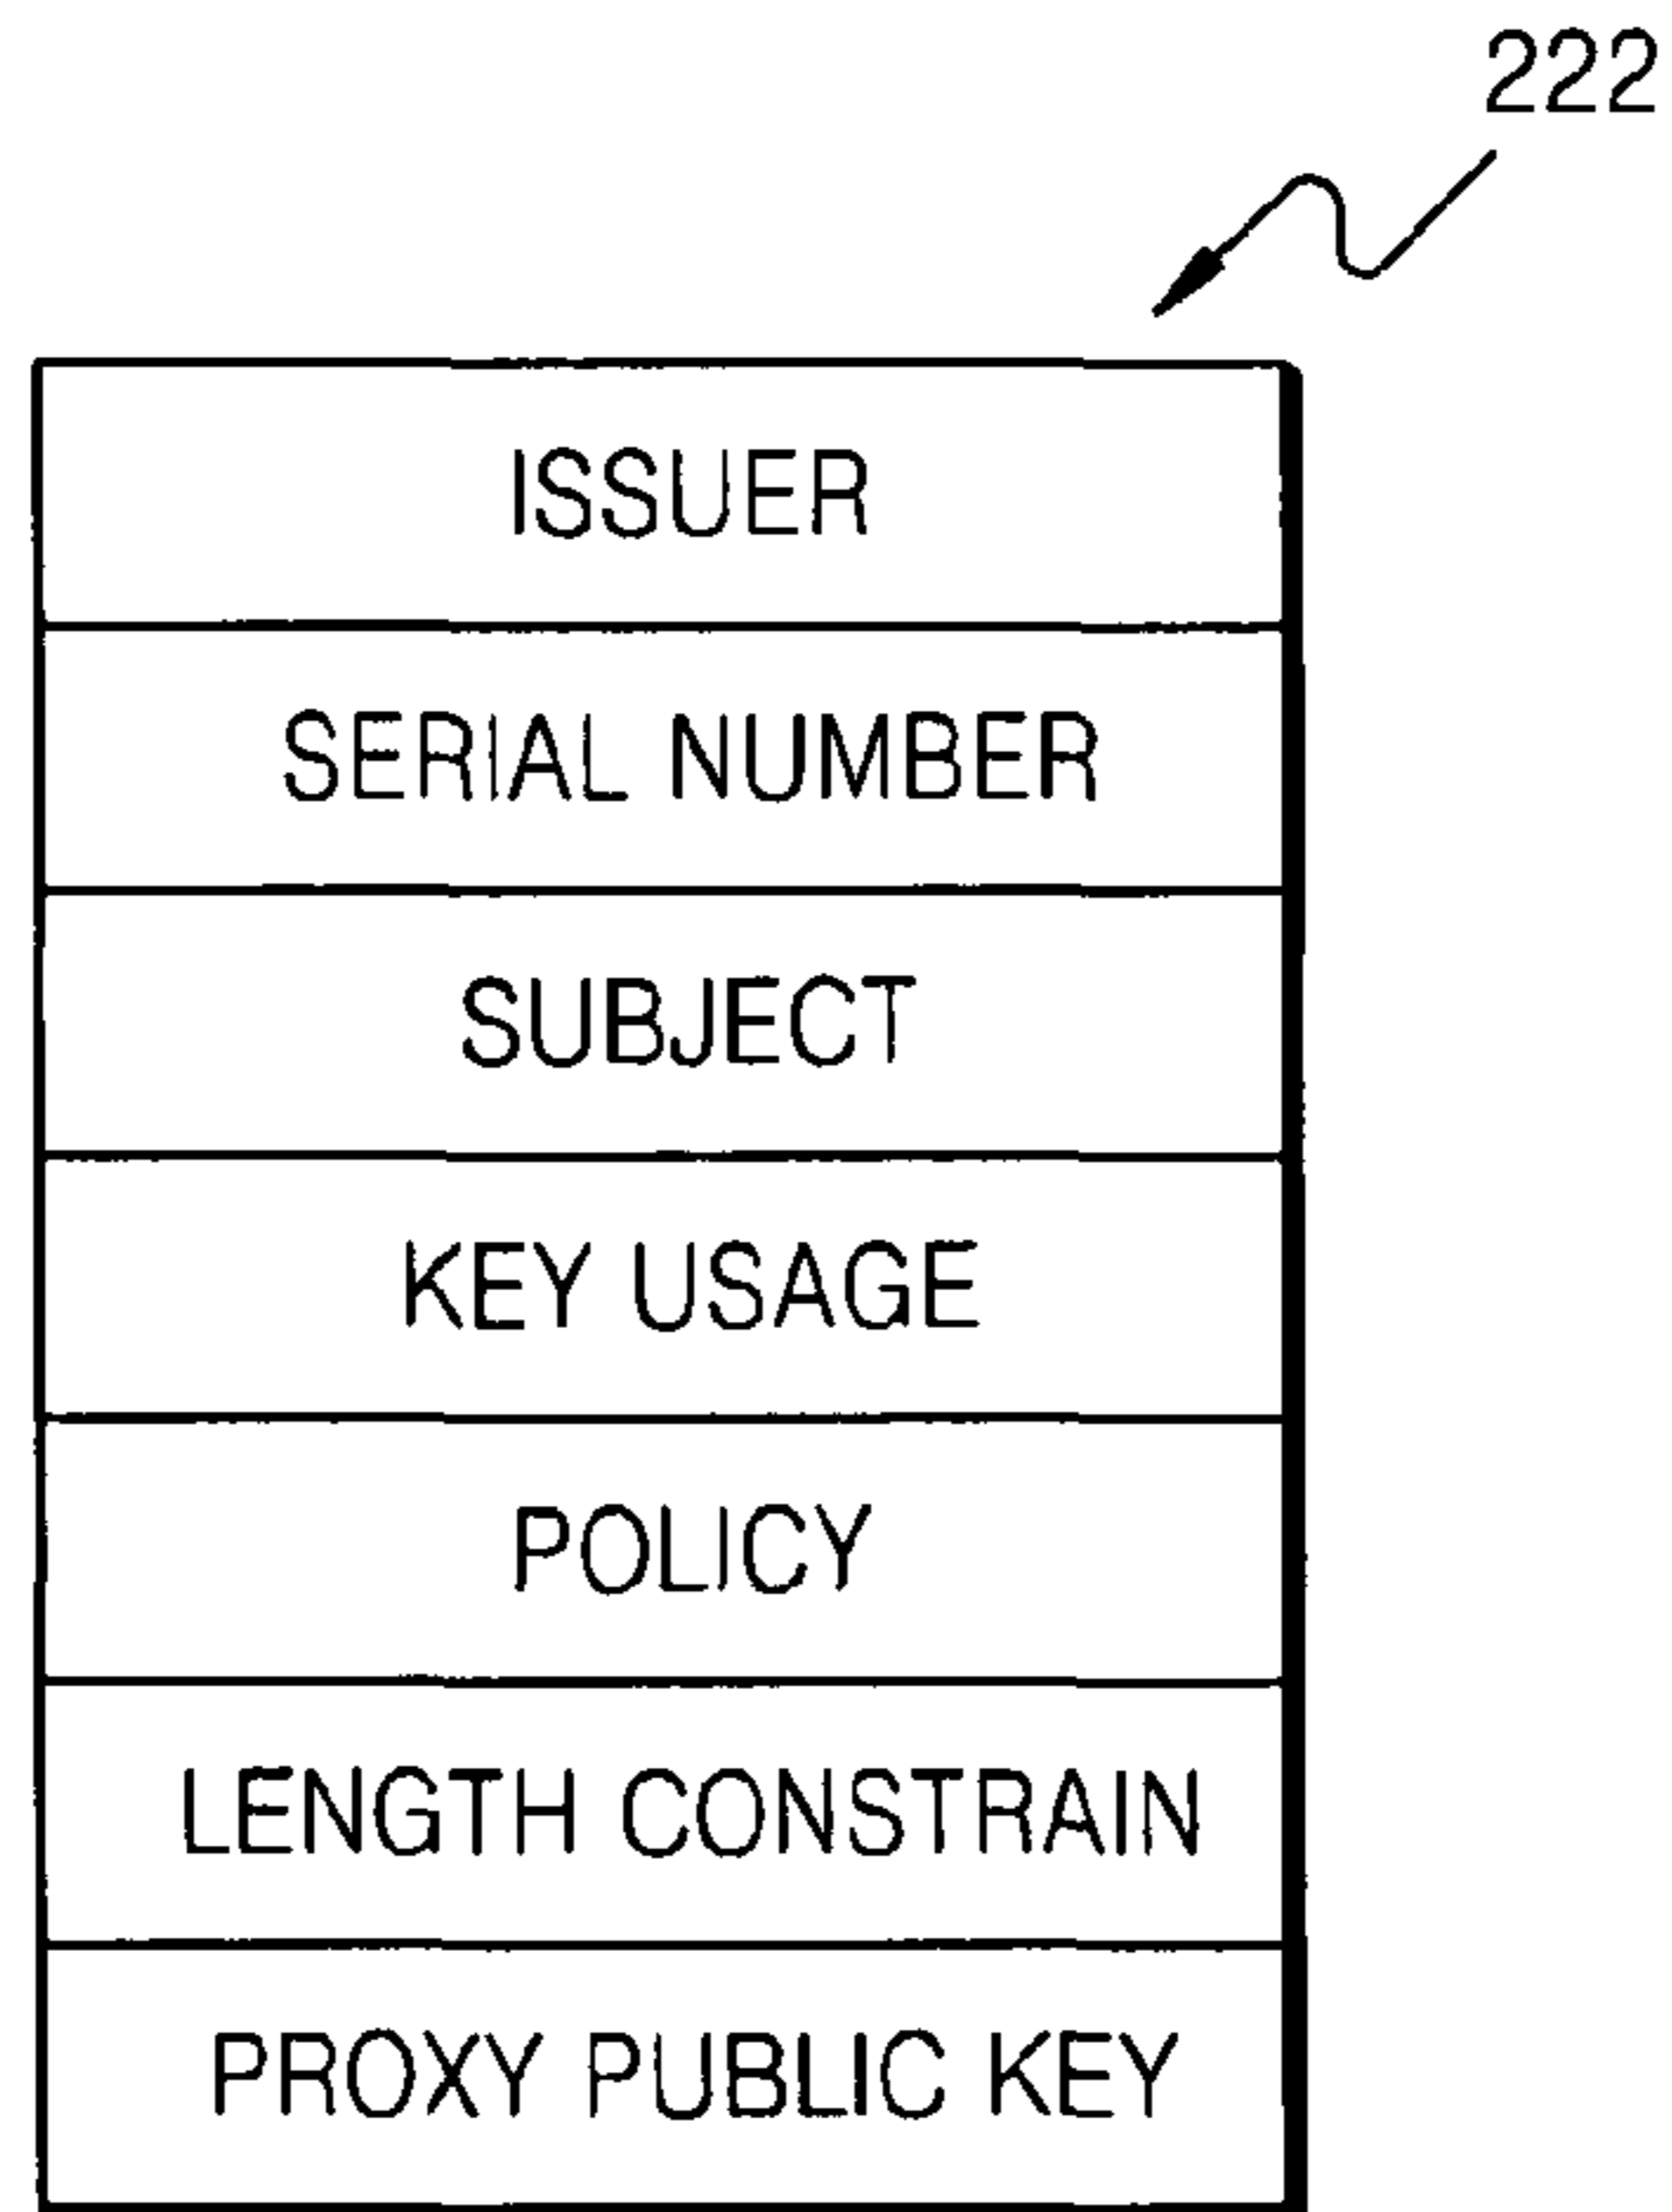 222
ISSUER
SERIAL NUMBER
SUBJECT
KEY USAGE
POLICY
LENGTH CONSTRAIN
PROXY PUBLIC KEY